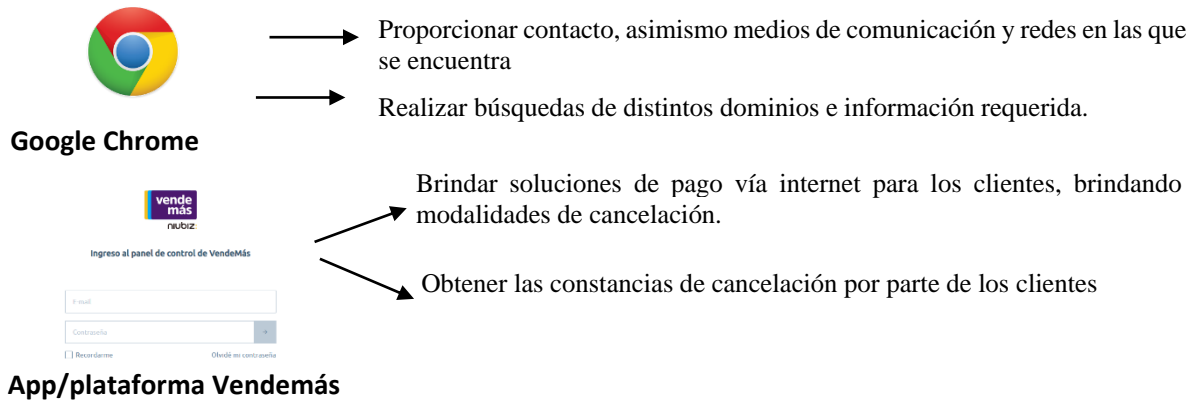 Proporcionar contacto, asimismo medios de comunicación y redes en las que
se encuentra
Realizar búsquedas de distintos dominios e información requerida.
Google Chrome
Brindar soluciones de pago vía internet para los clientes, brindando
modalidades de cancelación.
vende
más
niubiz
Ingreso al panel de control de VendeMás
Obtener las constancias de cancelación por parte de los clientes
E-mail
Contraseña
Recordarme
Olvidé mi contraseña
App/plataforma Vendemás